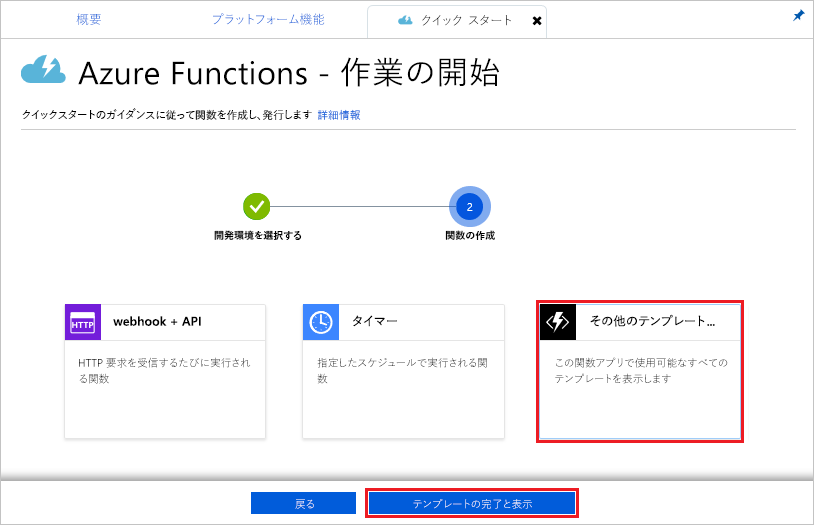 概要
プラットフォーム機能
クイック スタート
Azure Functions - 作業の開始
クイックスタートのガイダンスに従って関数を作成し、発行します 詳細情報
2
開発環境を選択する
関数の作成
HTTP
webhook + API
HTTP 要求を受信するたびに実行され
る関数
タイマー
指定したスケジュールで実行される関
数
その他のテンプレート...
この関数アプリで使用可能なすべての
テンプレートを表示します
戻る
テンプレートの完了と表示